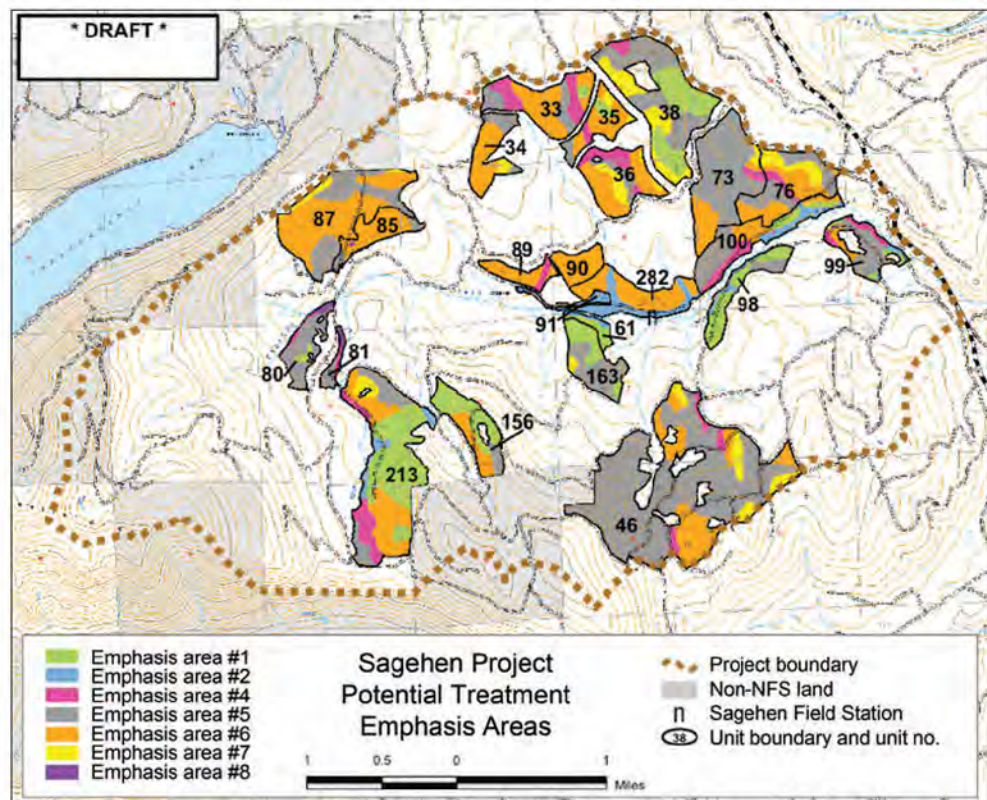 * DRAFT *
33
35
38
34
36
73
76
87
85
100
89
90
282
99
98
91
61
81
80
163
156
213
46
Emphasis area #1
Emphasis area #2
Emphasis area #4
Emphasis area #5
Emphasis area #6
Emphasis area #7
Emphasis area #8
Sagehen Project
Potential Treatment
Emphasis Areas
1 0.5 0 1
Miles
Project boundary
Non-NFS land
Sagehen Field Station
38 Unit boundary and unit no.